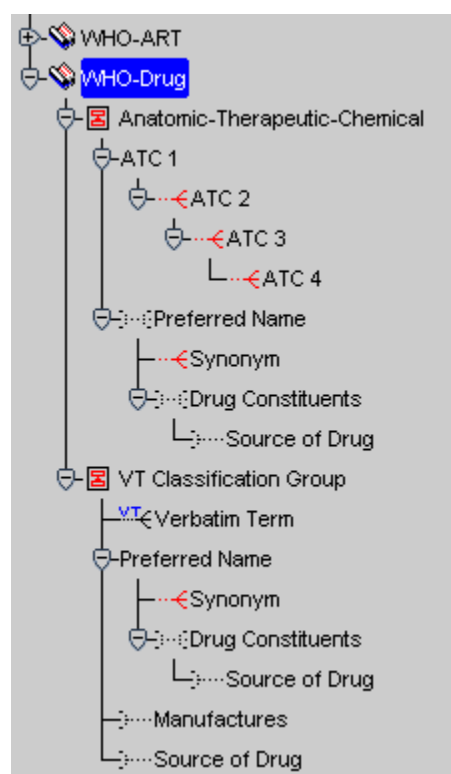 WHO-ART
WHO-Drug
Anatomic-Therapeutic-Chemical
ATC 1
ATC 2
ATC 3
ATC 4
Preferred Name
Synonym
Drug Constituents
Source of Drug
VT Classification Group
VT Verbatim Term
Preferred Name
Synonym
Drug Constituents
Source of Drug
Manufactures
Source of Drug